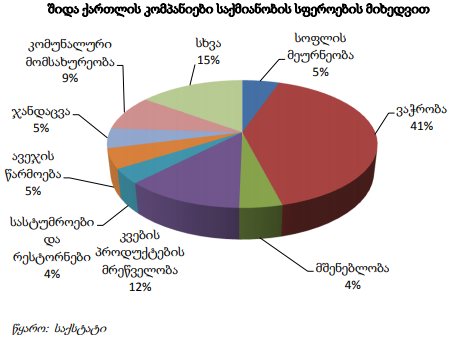 შიდა ქართლის კომპანიები საქმიანობის სფეროების მიხედვით
სოფლის
მეურნეობა
5%
ვაჭრობა
41%
მშენებლობა
4%
კვების
პროდუქტების
მრეწველობა
12%
სასტუმროები
და
რესტორნები
4%
ავეჯის
წარმოება
5%
ჯანდაცვა
5%
კომუნალური
მომსახურეობა
9%
სხვა
15%
წყარო: საქსტატი